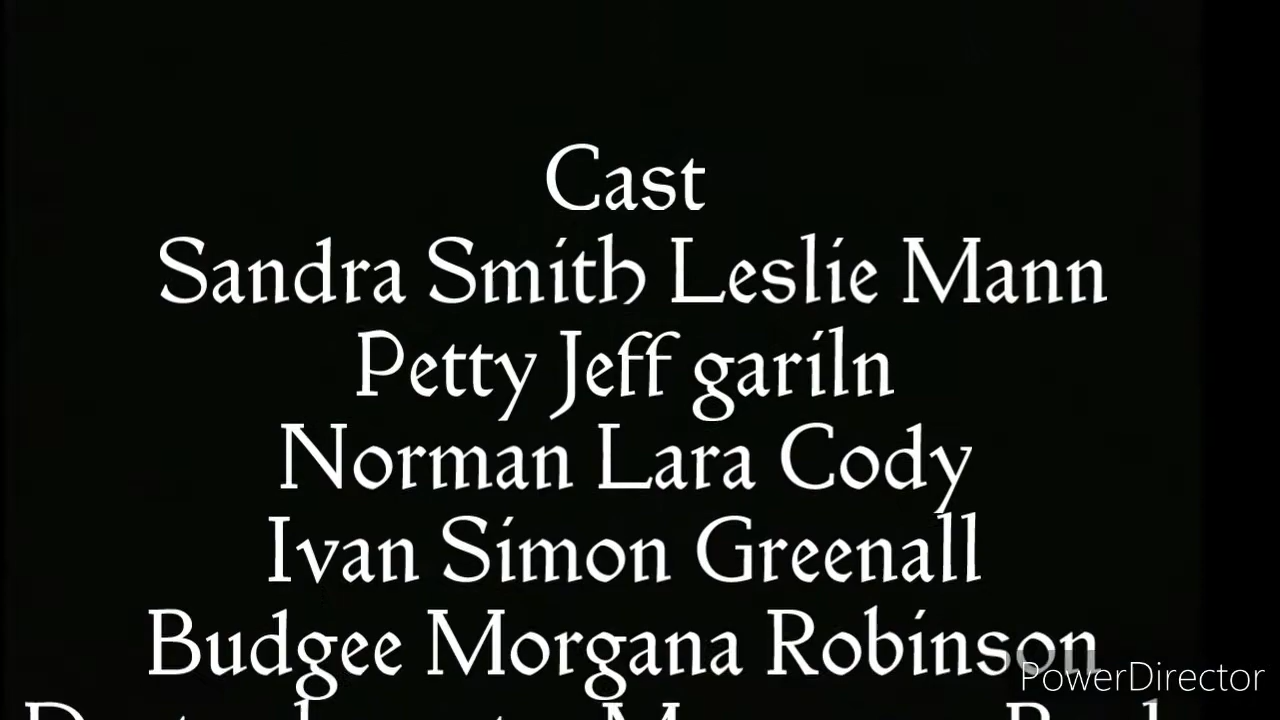 Cast
Sandra Smith Leslie Mann
Petty Jeff gariln
Norman Lara Cody
Ivan Simon Greenall
Budgee Morgana Robinson
PowerDirector